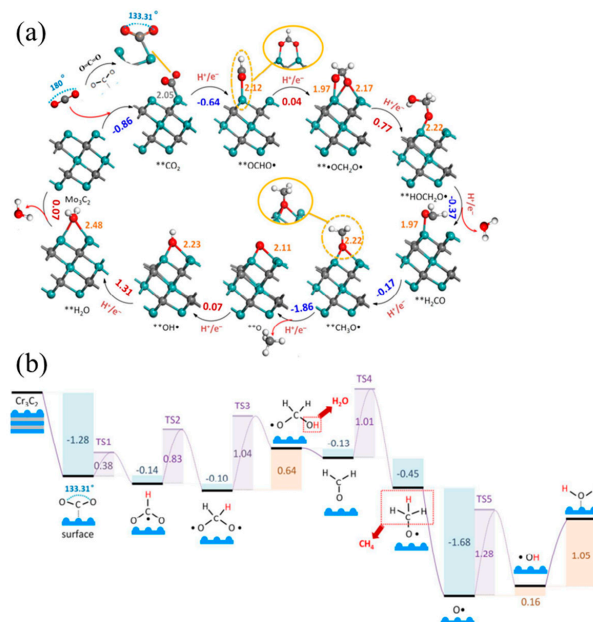 (a)
133.31°
O=C=O
180°
2.05
-0.86
-0.64
**CO₂
H⁺/e⁻
2.12
**OCHO•
H⁺/e⁻
0.04
1.97
2.17
**•OCH₂O•
H⁺/e⁻
0.77
2.22
**HOCH₂O•
Mo₃C₂
0.07
H⁺/e⁻
-0.37
2.48
2.23
2.11
2.22
1.97
**H₂O
1.31
H⁺/e⁻
**OH•
0.07
H⁺/e⁻
-1.86
H⁺/e⁻
**CH₃O•
-0.17
H⁺/e⁻
**H₂CO
(b)
Cr₃C₂
-1.28
TS1
0.38
133.31°
O C O
surface
-0.14
TS2
0.83
H
O C O
•
-0.10
TS3
1.04
H H
C
• O O •
H H
C
• O OH
H₂O
0.64
-0.13
H H
C
O
TS4
1.01
-0.45
H
H H
C
O •
CH₄
-1.68
O•
TS5
1.28
• OH
0.16
H O
1.05